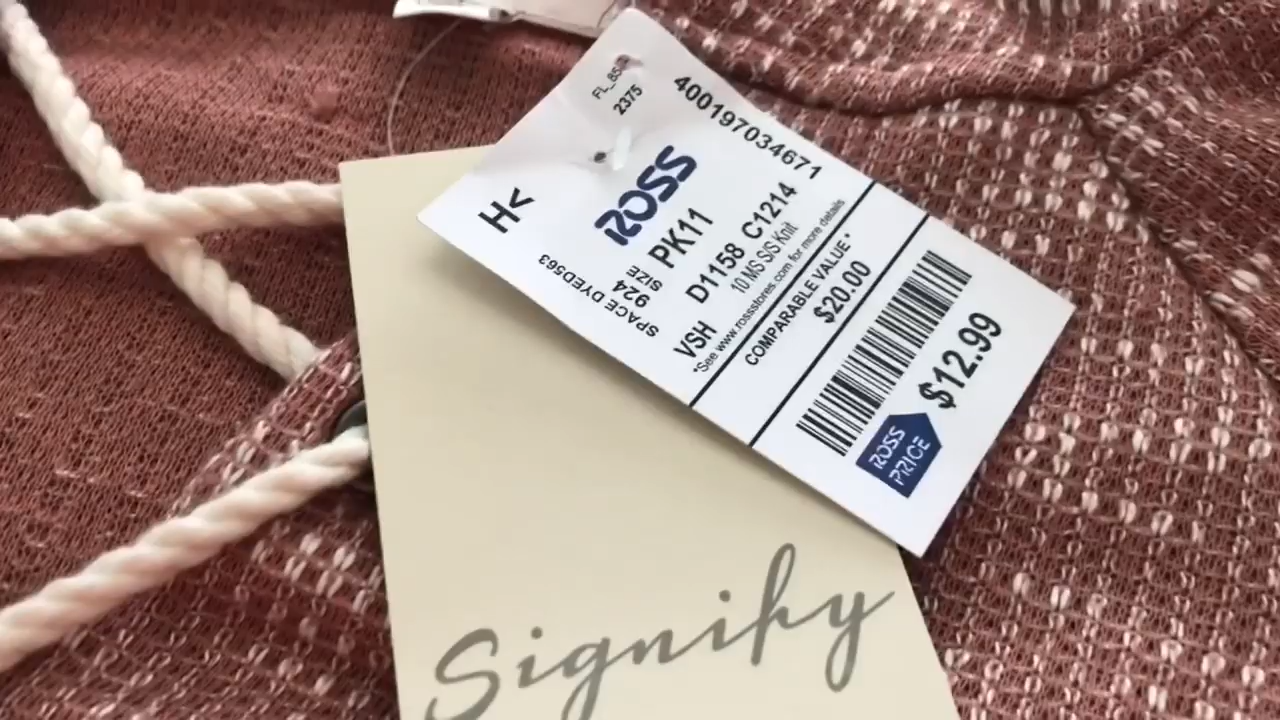 FL_85
2375
400197034671
H<
ROSS
PK11
SIZE
924
SPACE DYED563
D1158 C1214
VSH
10 MS S/S Knit
*See www.rossstores.com for more details
COMPARABLE VALUE*
$20.00
$12.99
ROSS
PRICE
Signify